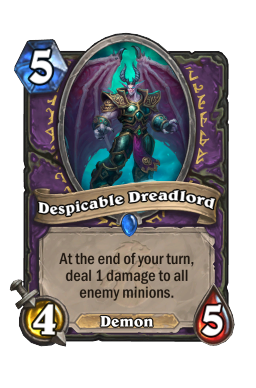 5
Despicable Dreadlord
At the end of your turn,
deal 1 damage to all
enemy minions.
4
Demon
5